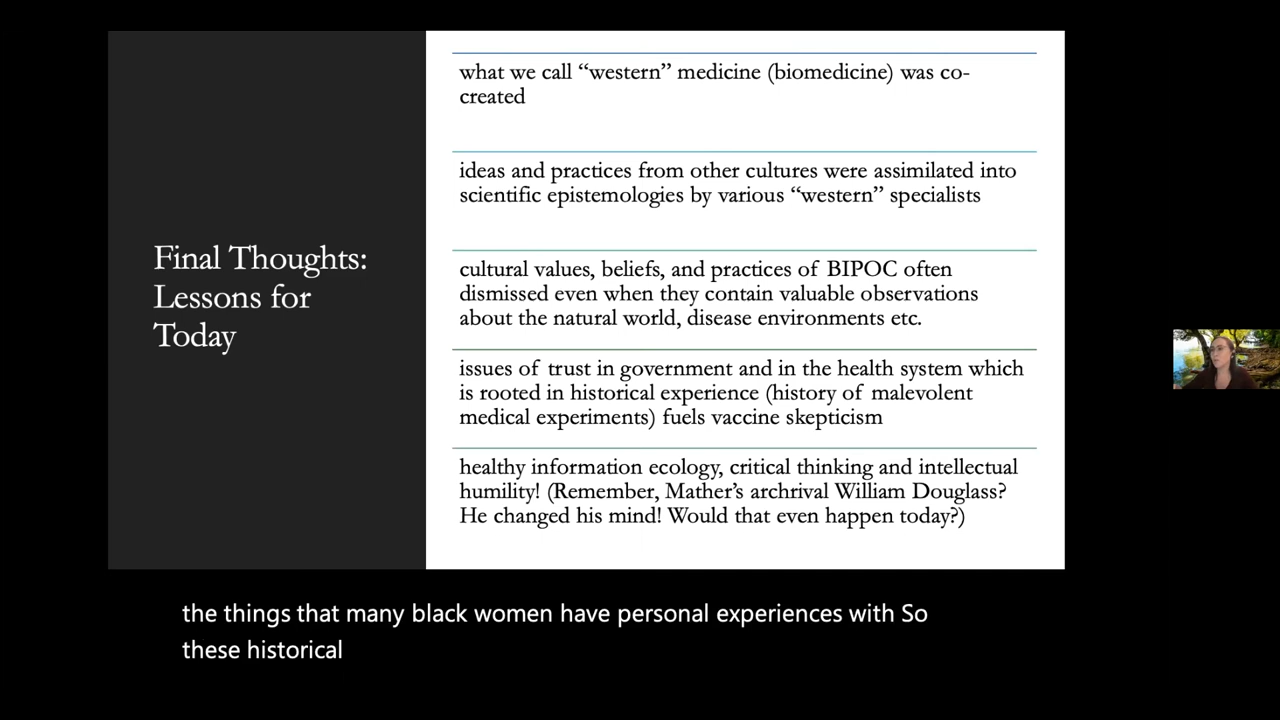 Final Thoughts:
Lessons for
Today
what we call “western” medicine (biomedicine) was co-
created
ideas and practices from other cultures were assimilated into
scientific epistemologies by various “western” specialists
cultural values, beliefs, and practices of BIPOC often
dismissed even when they contain valuable observations
about the natural world, disease environments etc.
issues of trust in government and in the health system which
is rooted in historical experience (history of malevolent
medical experiments) fuels vaccine skepticism
healthy information ecology, critical thinking and intellectual
humility! (Remember, Mather’s archrival William Douglass?
He changed his mind! Would that even happen today?)
the things that many black women have personal experiences with So
these historical